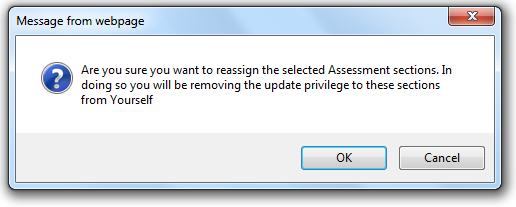 Message from webpage
Are you sure you want to reassign the selected Assessment sections. In
doing so you will be removing the update privilege to these sections
from Yourself
OK
Cancel